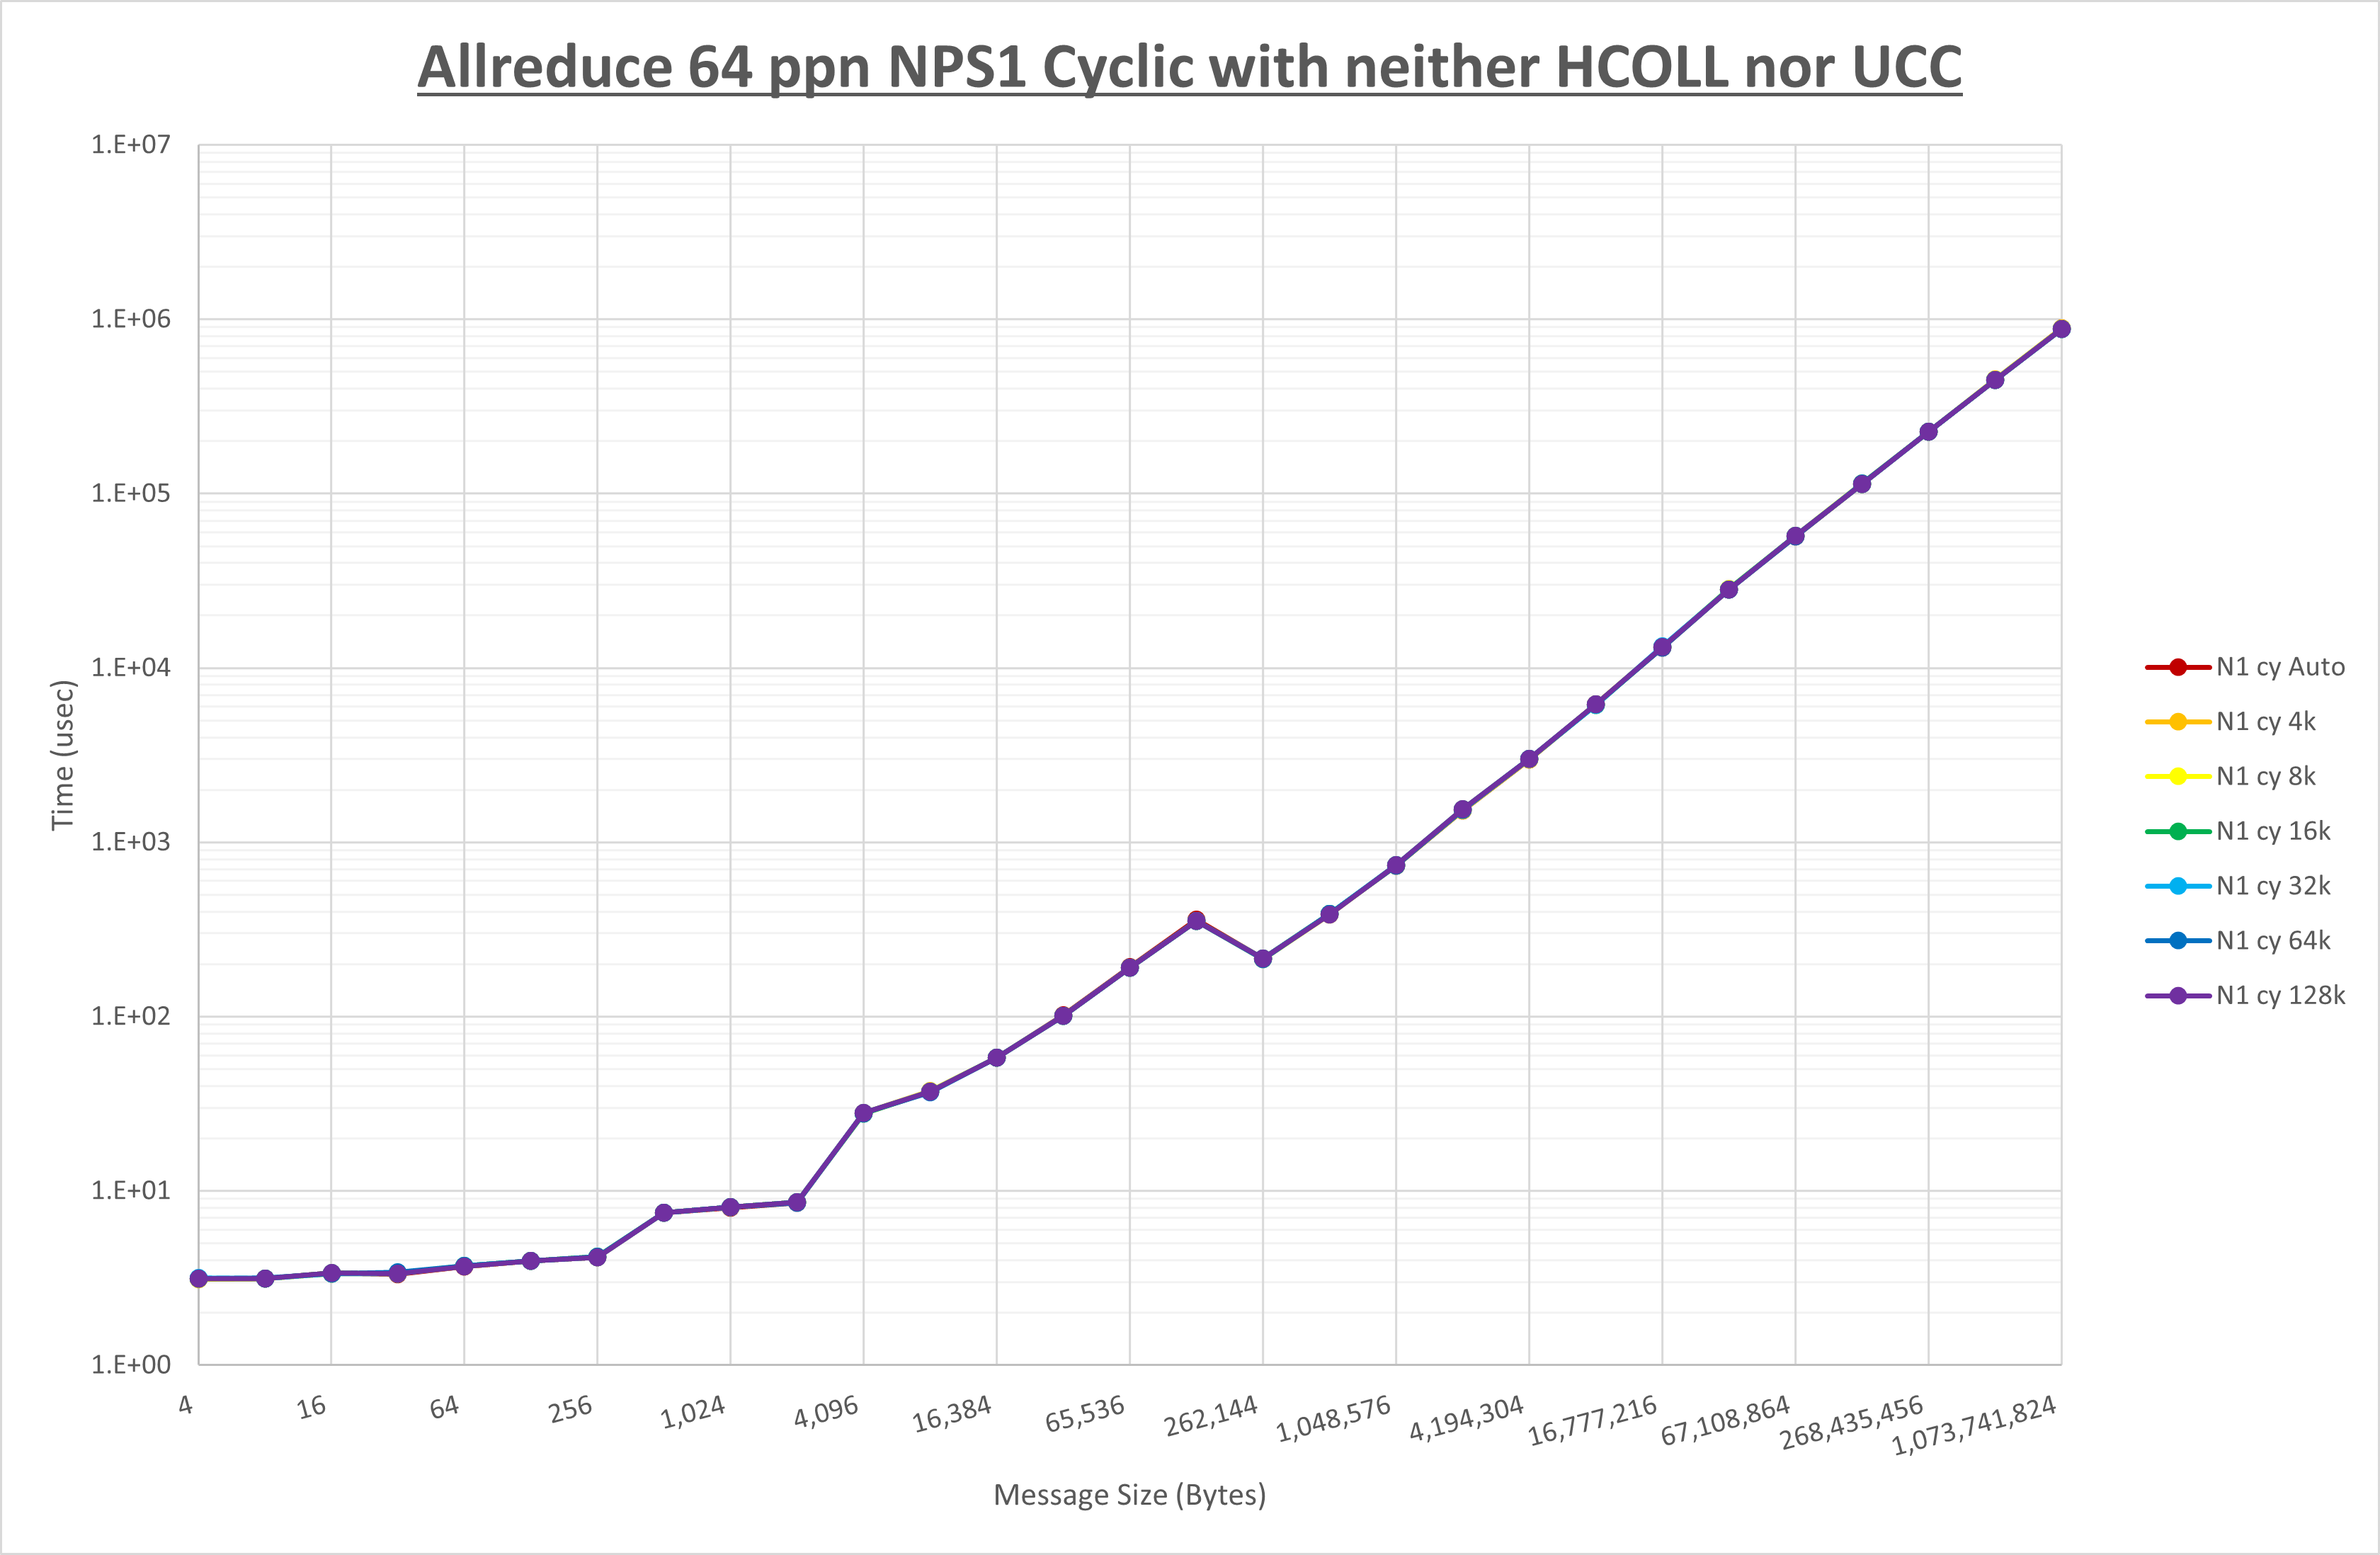 Allreduce 64 ppn NPS1 Cyclic with neither HCOLL nor UCC
1.E+07
1.E+06
1.E+05
1.E+04
1.E+03
1.E+02
1.E+01
1.E+00
Time (usec)
4
16
64
256
1,024
4,096
16,384
65,536
262,144
1,048,576
4,194,304
16,777,216
67,108,864
268,435,456
1,073,741,824
Message Size (Bytes)
N1 cy Auto
N1 cy 4k
N1 cy 8k
N1 cy 16k
N1 cy 32k
N1 cy 64k
N1 cy 128k